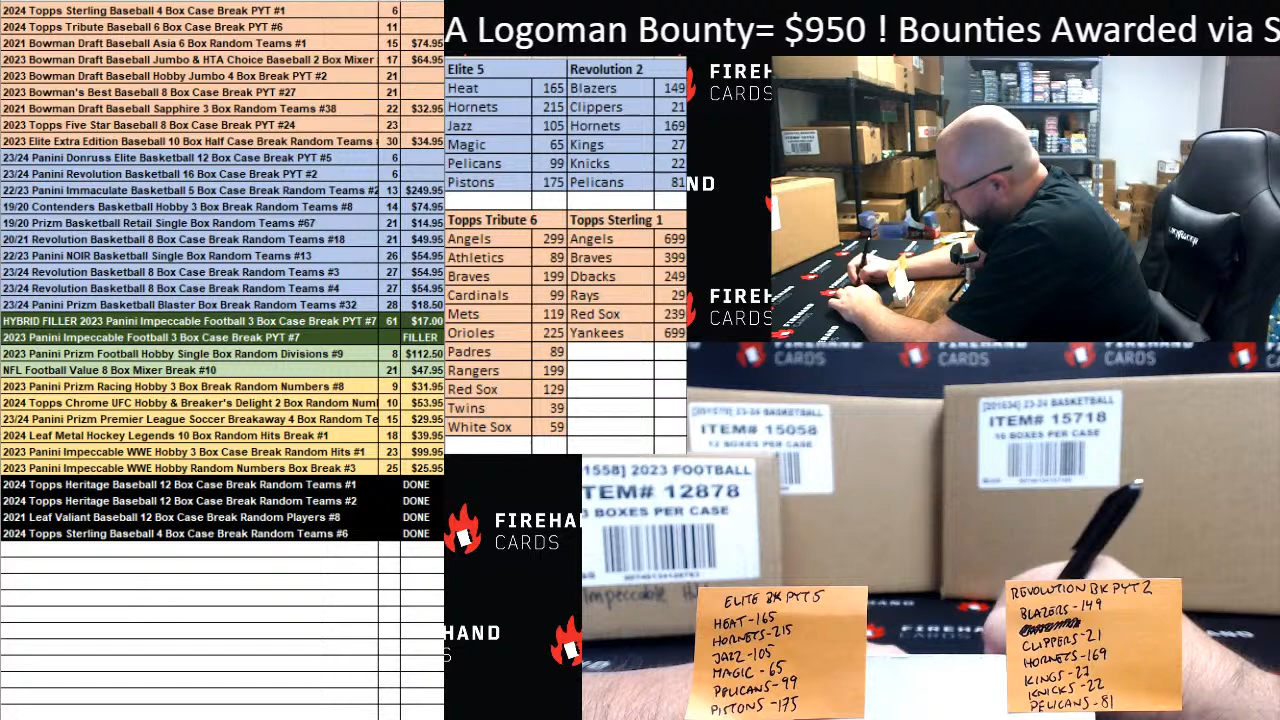 2024 Topps Sterling Baseball 4 Box Case Break PYT #1 6
2024 Topps Tribute Baseball 6 Box Case Break PYT #6 11
2021 Bowman Draft Baseball Asia 6 Box Random Teams #1 15 $74.95
2023 Bowman Draft Baseball Jumbo & HTA Choice Baseball 2 Box Mixer 17 $64.95
2023 Bowman Draft Baseball Hobby Jumbo 4 Box Break PYT #2 21
2023 Bowman's Best Baseball 8 Box Case Break PYT #27 21
2021 Bowman Draft Baseball Sapphire 3 Box Random Teams #38 22 $32.95
2023 Topps Five Star Baseball 8 Box Case Break PYT #24 23
2023 Elite Extra Edition Baseball 10 Box Half Case Break Random Teams 30 $34.95
23/24 Panini Donruss Elite Basketball 12 Box Case Break PYT #5 6
23/24 Panini Revolution Basketball 16 Box Case Break PYT #2 6
22/23 Panini Immaculate Basketball 5 Box Case Break Random Teams #2 13 $249.95
19/20 Contenders Basketball Hobby 3 Box Break Random Teams #8 14 $74.95
19/20 Prizm Basketball Retail Single Box Random Teams #67 21 $14.95
20/21 Revolution Basketball 8 Box Case Break Random Teams #18 21 $49.95
22/23 Panini NOIR Basketball Single Box Random Teams #13 26 $54.95
23/24 Revolution Basketball 8 Box Case Break Random Teams #3 27 $54.95
23/24 Revolution Basketball 8 Box Case Break Random Teams #4 27 $54.95
23/24 Panini Prizm Basketball Blaster Box Break Random Teams #32 28 $18.50
HYBRID FILLER 2023 Panini Impeccable Football 3 Box Case Break PYT #7 61 $17.00
2023 Panini Impeccable Football 3 Box Case Break PYT #7 FILLER
2023 Panini Prizm Football Hobby Single Box Random Divisions #9 8 $112.50
NFL Football Value 8 Box Mixer Break #10 21 $47.95
2023 Panini Prizm Racing Hobby 3 Box Break Random Numbers #8 9 $31.95
2024 Topps Chrome UFC Hobby & Breaker's Delight 2 Box Random Numl 10 $53.95
23/24 Panini Prizm Premier League Soccer Breakaway 4 Box Random Te 15 $29.95
2024 Leaf Metal Hockey Legends 10 Box Random Hits Break #1 18 $39.95
2023 Panini Impeccable WWE Hobby 3 Box Case Break Random Hits #1 23 $99.95
2023 Panini Impeccable WWE Hobby Random Numbers Box Break #3 25 $25.95
2024 Topps Heritage Baseball 12 Box Case Break Random Teams #1 DONE
2024 Topps Heritage Baseball 12 Box Case Break Random Teams #2 DONE
2021 Leaf Valiant Baseball 12 Box Case Break Random Players #8 DONE
2024 Topps Sterling Baseball 4 Box Case Break Random Teams #6 DONE
A Logoman Bounty= $950 ! Bounties Awarded via S
Elite 5 Revolution 2
Heat 165 Blazers 149
Hornets 215 Clippers 21
Jazz 105 Hornets 169
Magic 65 Kings 27
Pelicans 99 Knicks 22
Pistons 175 Pelicans 81
Topps Tribute 6 Topps Sterling 1
Angels 299 Angels 699
Athletics 89 Braves 399
Braves 199 Dbacks 249
Cardinals 99 Rays 29
Mets 119 Red Sox 239
Orioles 225 Yankees 699
Padres 89
Rangers 199
Red Sox 129
Twins 39
White Sox 59
FIREH
CARDS
ND
FIREH
CARDS
FIREHAN
CARDS
HAND
S
CARDS
23-24 BASKETBALL
ITEM# 15058
12 BOXES PER CASE
[201634] 23-24 BASKETBALL
ITEM# 15718
16 BOXES PER CASE
1558] 2023 FOOTBALL
TEM# 12878
3 BOXES PER CASE
Impeccable
ELITE BK PYT 5
HEAT-165
HORNETS-215
JAZZ-105
MAGIC-65
PELICANS-99
PISTONS-175
REVOLUTION BK PYT 2
BLAZERS-149
CLIPPERS-21
HORNETS-169
KINGS-27
KNICKS-22
PELICANS-81